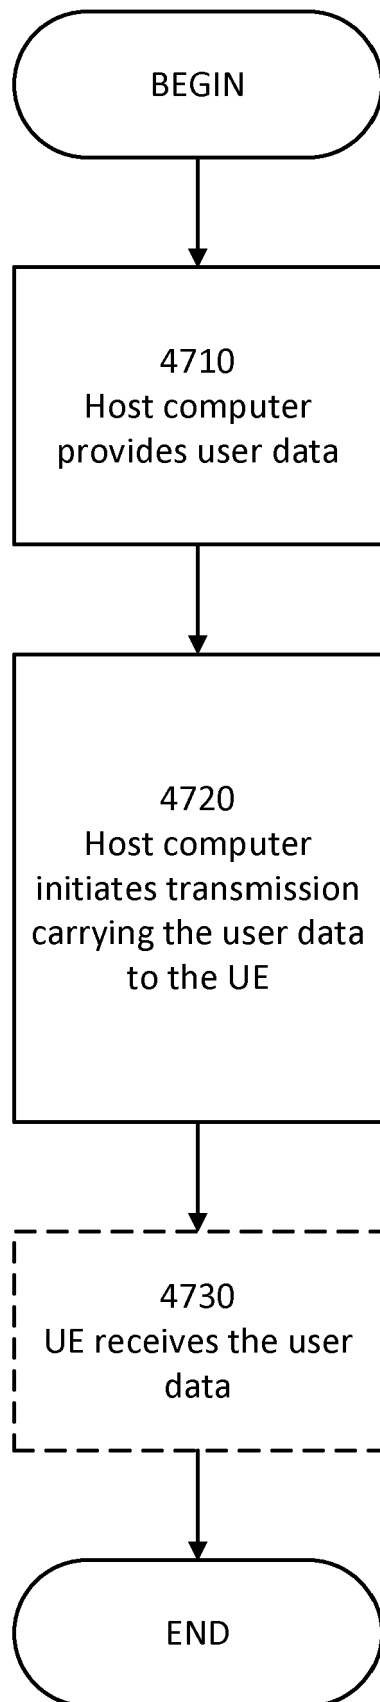 BEGIN
4710
Host computer
provides user data
4720
Host computer
initiates transmission
carrying the user data
to the UE
4730
UE receives the user
data
END